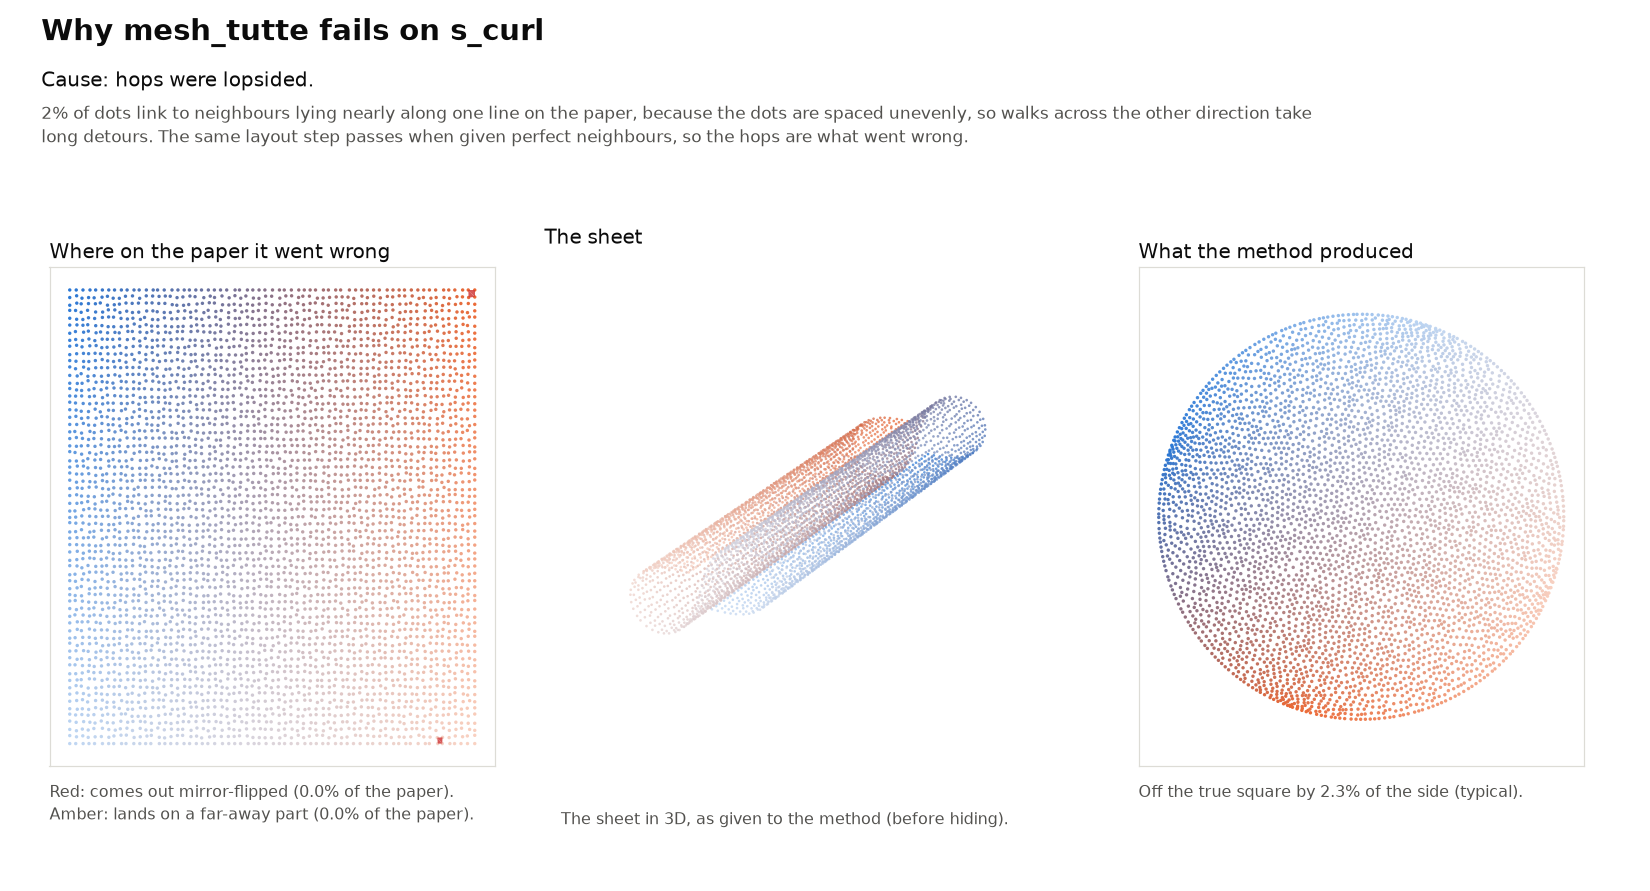 Why mesh_tutte fails on s_curl
Cause: hops were lopsided.
2% of dots link to neighbours lying nearly along one line on the paper, because the dots are spaced unevenly, so walks across the other direction take
long detours. The same layout step passes when given perfect neighbours, so the hops are what went wrong.
The sheet
Where on the paper it went wrong
What the method produced
Red: comes out mirror-flipped (0.0% of the paper).
Amber: lands on a far-away part (0.0% of the paper).
The sheet in 3D, as given to the method (before hiding).
Off the true square by 2.3% of the side (typical).